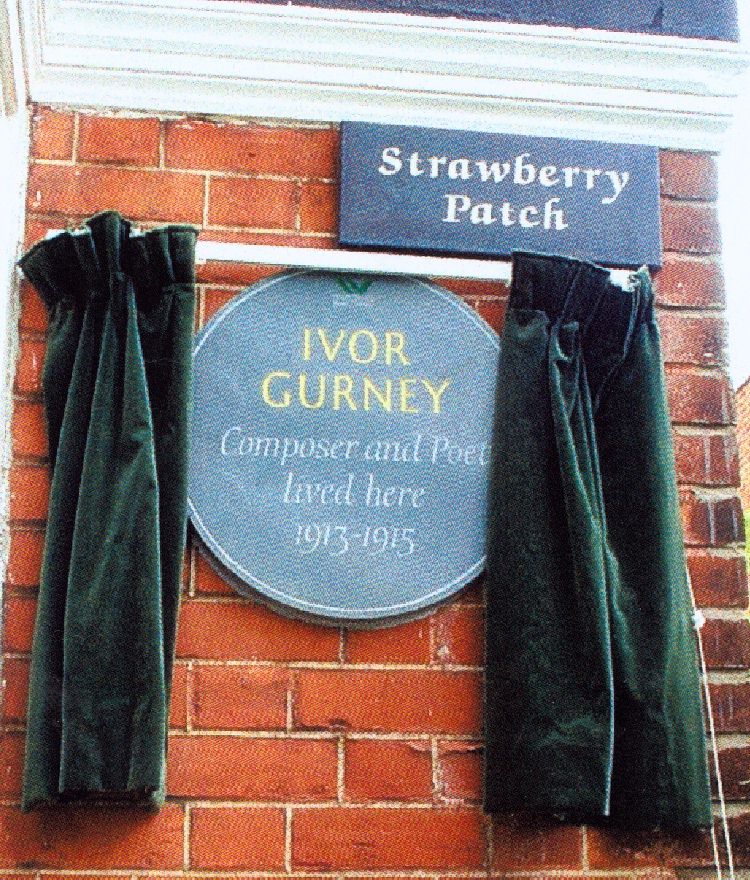 Strawberry
Patch
IVOR
GURNEY
Composer and Poet
lived here
1913-1915